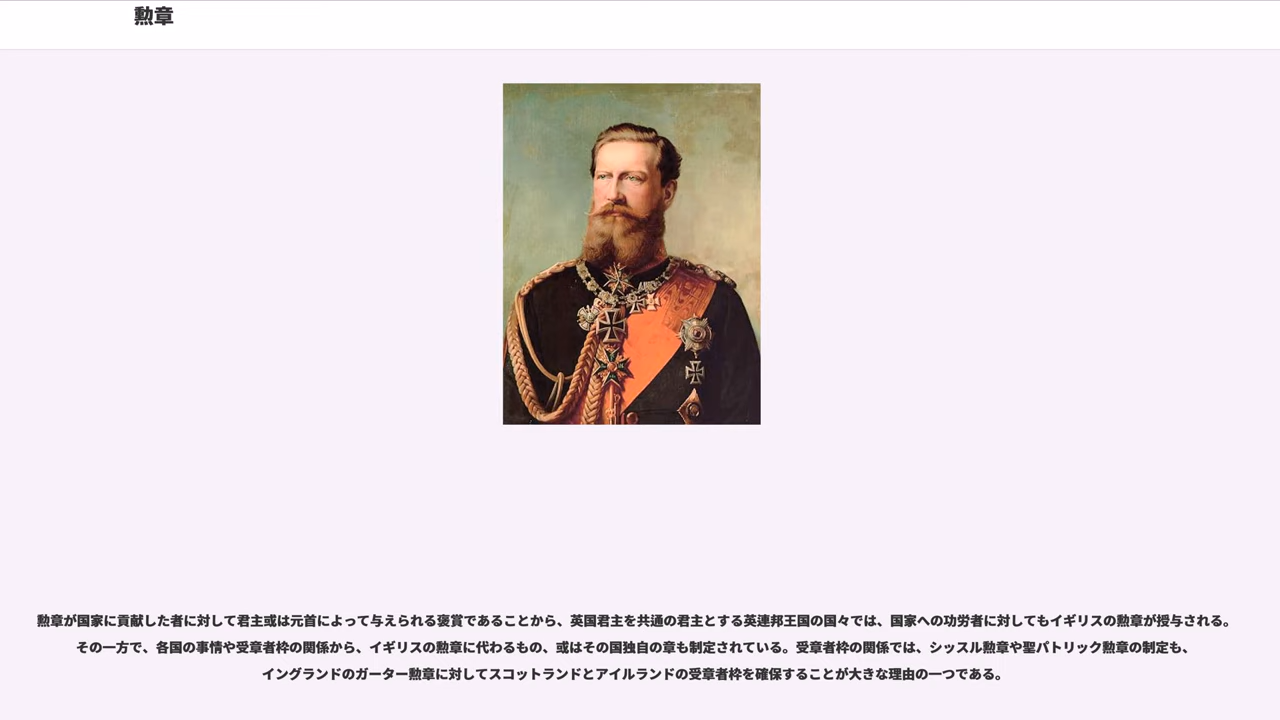 勲章
勲章が国家に貢献した者に対して君主或は元首によって与えられる褒賞であることから、英国君主を共通の君主とする英連邦王国の国々では、国家への功労者に対してもイギリスの勲章が授与される。
その一方で、各国の事情や受章者枠の関係から、イギリスの勲章に代わるもの、或はその国独自の章も制定されている。受章者枠の関係では、シッスル勲章や聖パトリック勲章の制定も、
イングランドのガーター勲章に対してスコットランドとアイルランドの受章者枠を確保することが大きな理由の一つである。